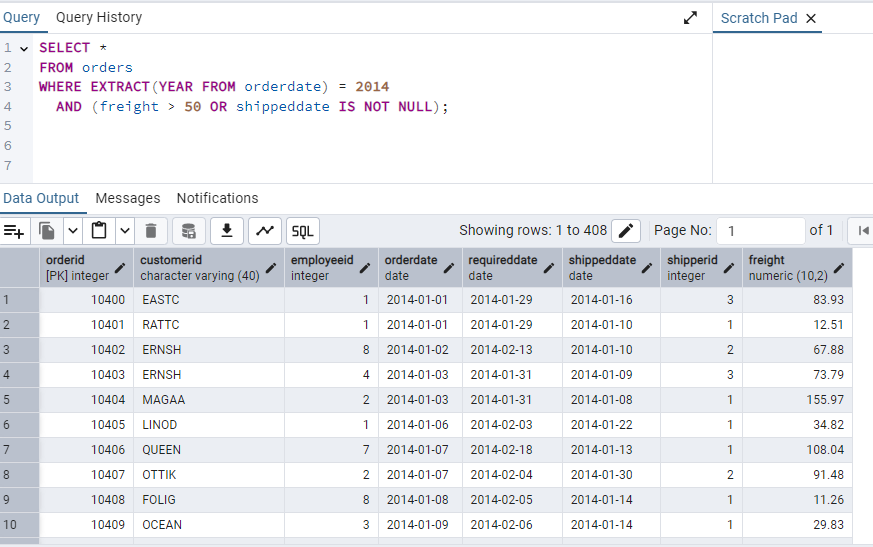 Query Query History Scratch Pad ✕
1 SELECT *
2 FROM orders
3 WHERE EXTRACT(YEAR FROM orderdate) = 2014
4 AND (freight > 50 OR shippeddate IS NOT NULL);
5
6
7
Data Output Messages Notifications
SQL Showing rows: 1 to 408 Page No: 1 of 1
orderid customerid employeeid orderdate requireddate shippeddate shipperid freight
[PK] integer character varying (40) integer date date date integer numeric (10,2)
1 10400 EASTC 1 2014-01-01 2014-01-29 2014-01-16 3 83.93
2 10401 RATTC 1 2014-01-01 2014-01-29 2014-01-10 1 12.51
3 10402 ERNSH 8 2014-01-02 2014-02-13 2014-01-10 2 67.88
4 10403 ERNSH 4 2014-01-03 2014-01-31 2014-01-09 3 73.79
5 10404 MAGAA 2 2014-01-03 2014-01-31 2014-01-08 1 155.97
6 10405 LINOD 1 2014-01-06 2014-02-03 2014-01-22 1 34.82
7 10406 QUEEN 7 2014-01-07 2014-02-18 2014-01-13 1 108.04
8 10407 OTTIK 2 2014-01-07 2014-02-04 2014-01-30 2 91.48
9 10408 FOLIG 8 2014-01-08 2014-02-05 2014-01-14 1 11.26
10 10409 OCEAN 3 2014-01-09 2014-02-06 2014-01-14 1 29.83